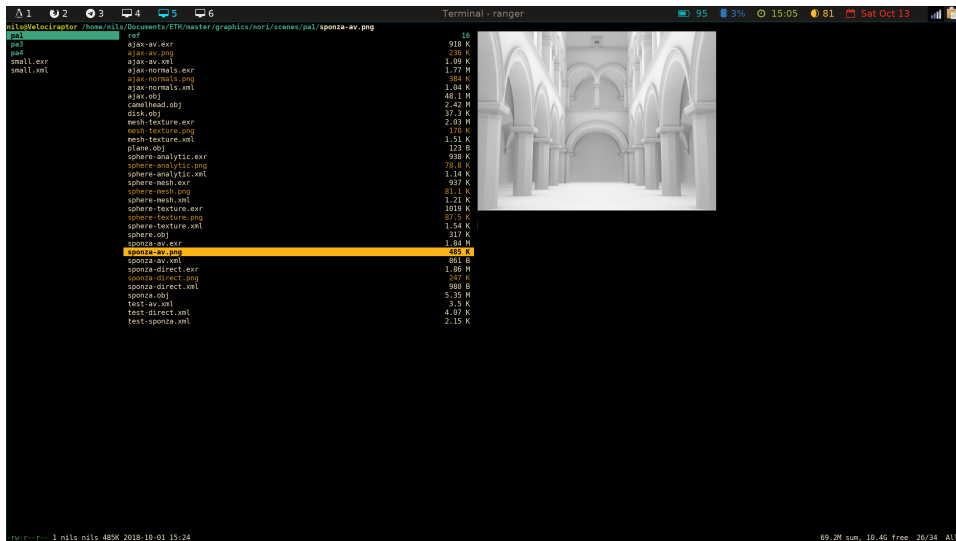 1 2 3 4 5 6 Terminal - ranger 95 3% 15:05 81 Sat Oct 13
nils@Velociraptor /home/nils/Documents/ETH/master/graphics/nori/scenes/pa1/sponza-av.png
pa1 ref 16
pa3 ajax-av.exr 918 K
pa4 ajax-av.png 236 K
small.exr ajax-av.xml 1.09 K
small.xml ajax-normals.exr 1.77 M
ajax-normals.png 384 K
ajax-normals.xml 1.04 K
ajax.obj 48.1 M
camelhead.obj 2.42 M
disk.obj 37.3 K
mesh-texture.exr 2.03 M
mesh-texture.png 170 K
mesh-texture.xml 1.51 K
plane.obj 123 B
sphere-analytic.exr 938 K
sphere-analytic.png 78.8 K
sphere-analytic.xml 1.14 K
sphere-mesh.exr 937 K
sphere-mesh.png 81.1 K
sphere-mesh.xml 1.21 K
sphere-texture.exr 1019 K
sphere-texture.png 87.5 K
sphere-texture.xml 1.54 K
sphere.obj 317 K
sponza-av.exr 1.84 M
sponza-av.png 485 K
sponza-av.xml 861 B
sponza-direct.exr 1.86 M
sponza-direct.png 247 K
sponza-direct.xml 980 B
sponza.obj 5.35 M
test-av.xml 3.5 K
test-direct.xml 4.07 K
test-sponza.xml 2.15 K
-rw-r--r-- 1 nils nils 485K 2018-10-01 15:24 69.2M sum, 10.4G free 26/34 All